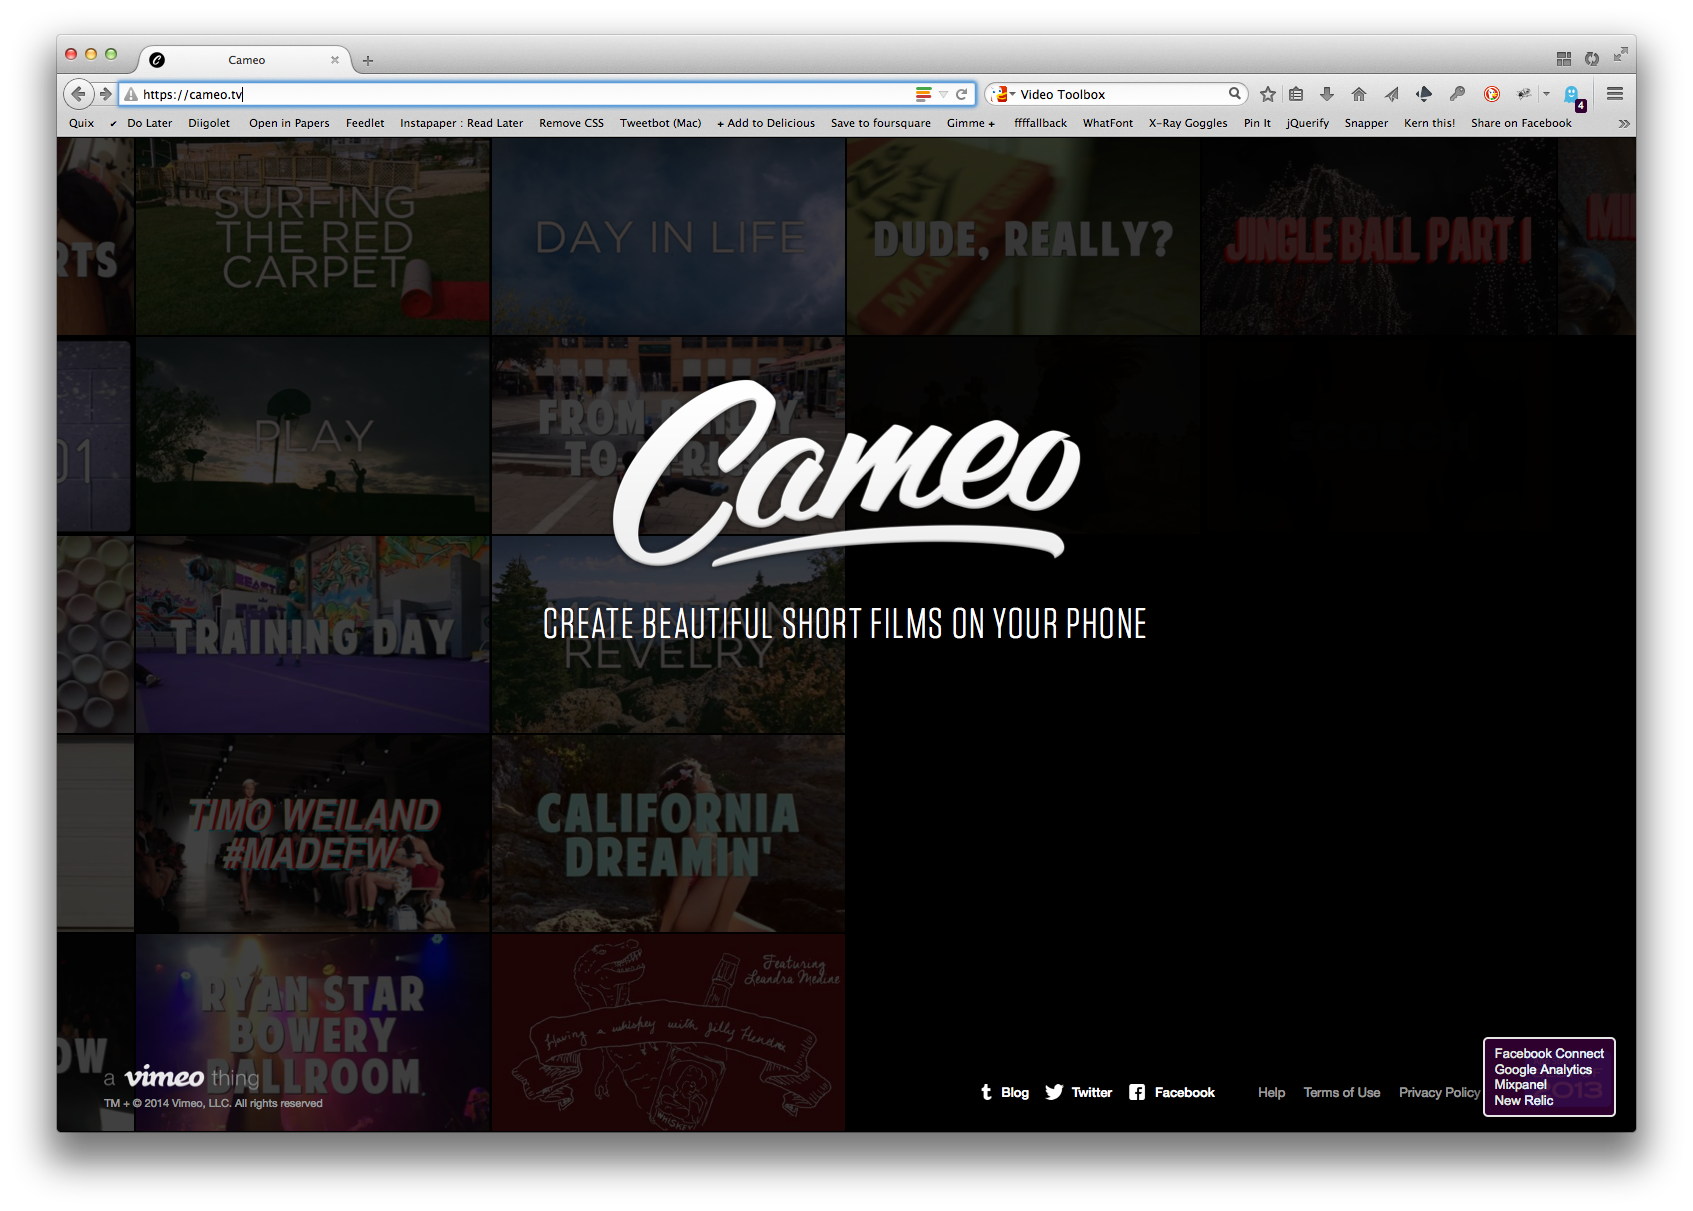 Cameo
https://cameo.tv
Video Toolbox
4
Quix
✔ Do Later
Diigolet
Open in Papers
Feedlet
Instapaper : Read Later
Remove CSS
Tweetbot (Mac)
+ Add to Delicious
Save to foursquare
Gimme +
ffffallback
WhatFont
X-Ray Goggles
Pin It
jQuerify
Snapper
Kern this!
Share on Facebook
RTS
SURFING
THE RED
CARPET
DAY IN LIFE
DUDE, REALLY?
JINGLE BALL PART I
01
PLAY
FROM PHILLY
Cameo
CREATE BEAUTIFUL SHORT FILMS ON YOUR PHONE
TRAINING DAY
REVELRY
TIMO WEILAND
#MADEFW
CALIFORNIA
DREAMIN'
RYAN STAR
BOWERY
BALLROOM
Featuring
Leandra Medine
Having a whiskey with Jilly Hendrix
WHISKEY
OW
a vimeo thing
TM + © 2014 Vimeo, LLC. All rights reserved
Blog
Twitter
Facebook
Help
Terms of Use
Privacy Policy
Facebook Connect
Google Analytics
Mixpanel
New Relic